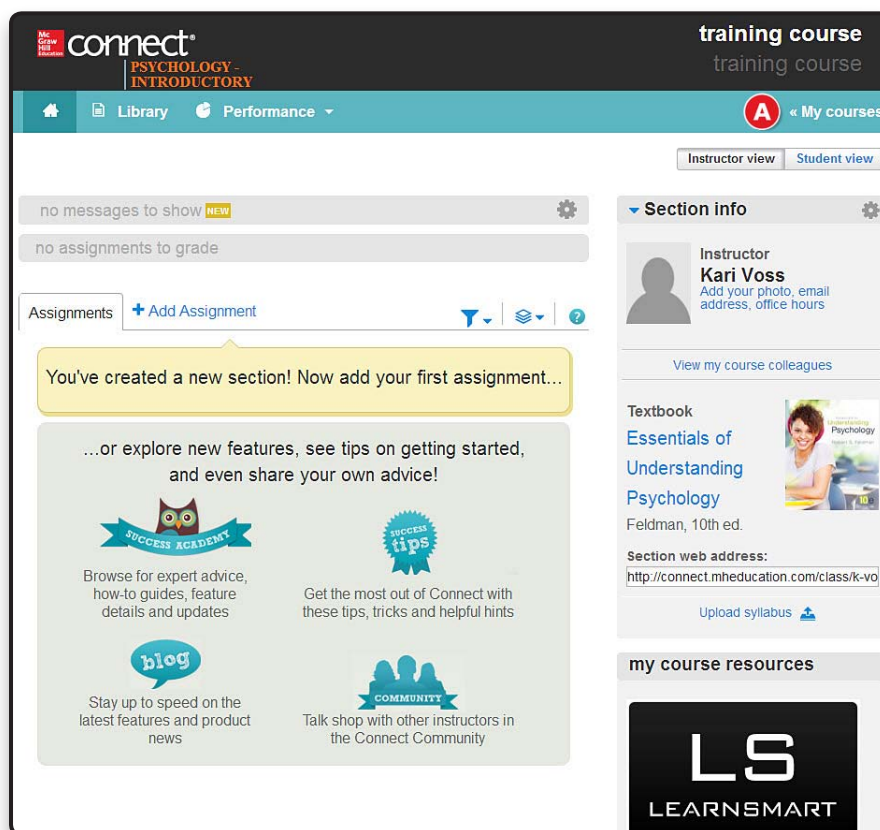 Mc
Graw
Hill
Education
connect®
PSYCHOLOGY -
INTRODUCTORY
training course
training course
Library
Performance
A
« My courses
Instructor view
Student view
no messages to show NEW
no assignments to grade
Assignments
+ Add Assignment
?
You've created a new section! Now add your first assignment...
...or explore new features, see tips on getting started,
and even share your own advice!
SUCCESS ACADEMY
Browse for expert advice,
how-to guides, feature
details and updates
SUCCESS
tips
Get the most out of Connect with
these tips, tricks and helpful hints
blog
Stay up to speed on the
latest features and product
news
COMMUNITY
Talk shop with other instructors in
the Connect Community
Section info
Instructor
Kari Voss
Add your photo, email
address, office hours
View my course colleagues
Textbook
Essentials of
Understanding
Psychology
Understanding
Psychology
10e
Feldman, 10th ed.
Section web address:
http://connect.mheducation.com/class/k-vo
Upload syllabus
my course resources
LS
LEARNSMART